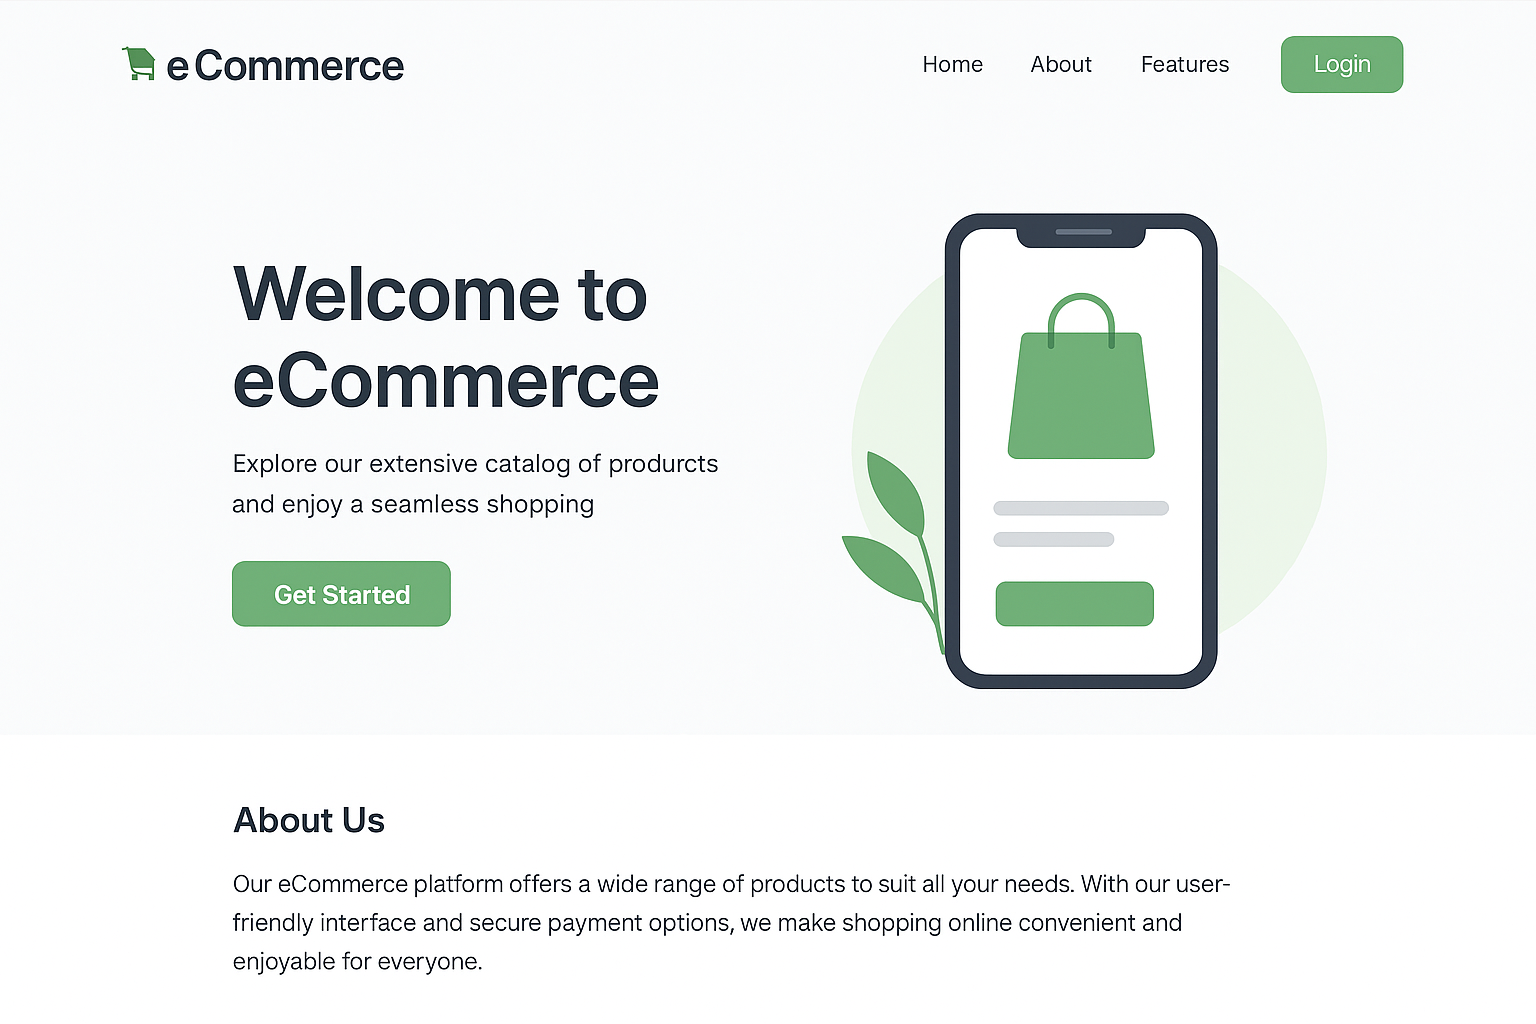 e Commerce
Home About Features Login
Welcome to
eCommerce
Explore our extensive catalog of produrcts
and enjoy a seamless shopping
Get Started
About Us
Our eCommerce platform offers a wide range of products to suit all your needs. With our user-
friendly interface and secure payment options, we make shopping online convenient and
enjoyable for everyone.